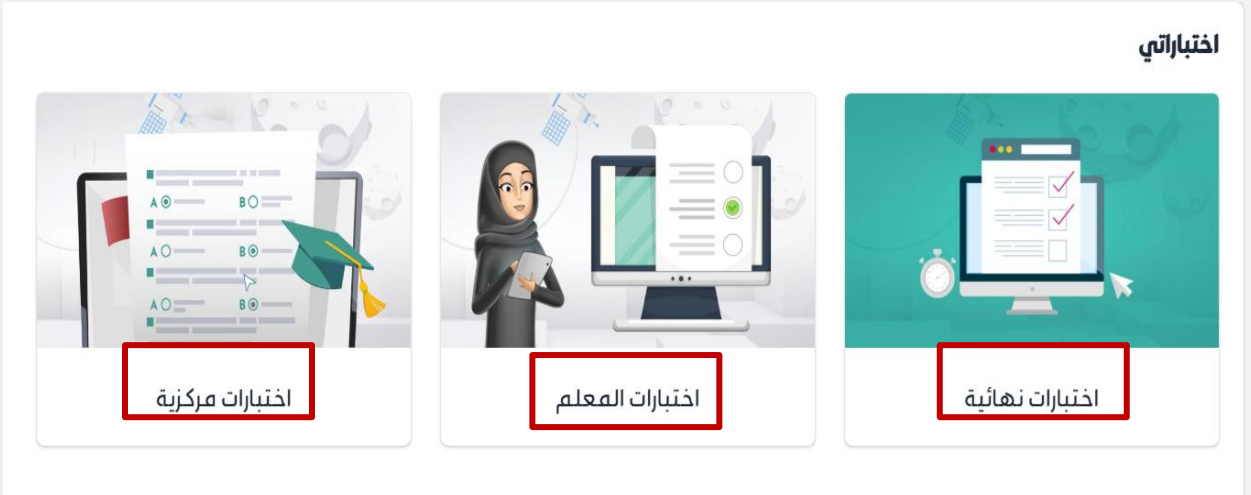 اختباراتي
اختبارات نهائية
اختبارات المعلم
اختبارات مركزية
A B
A B
A B